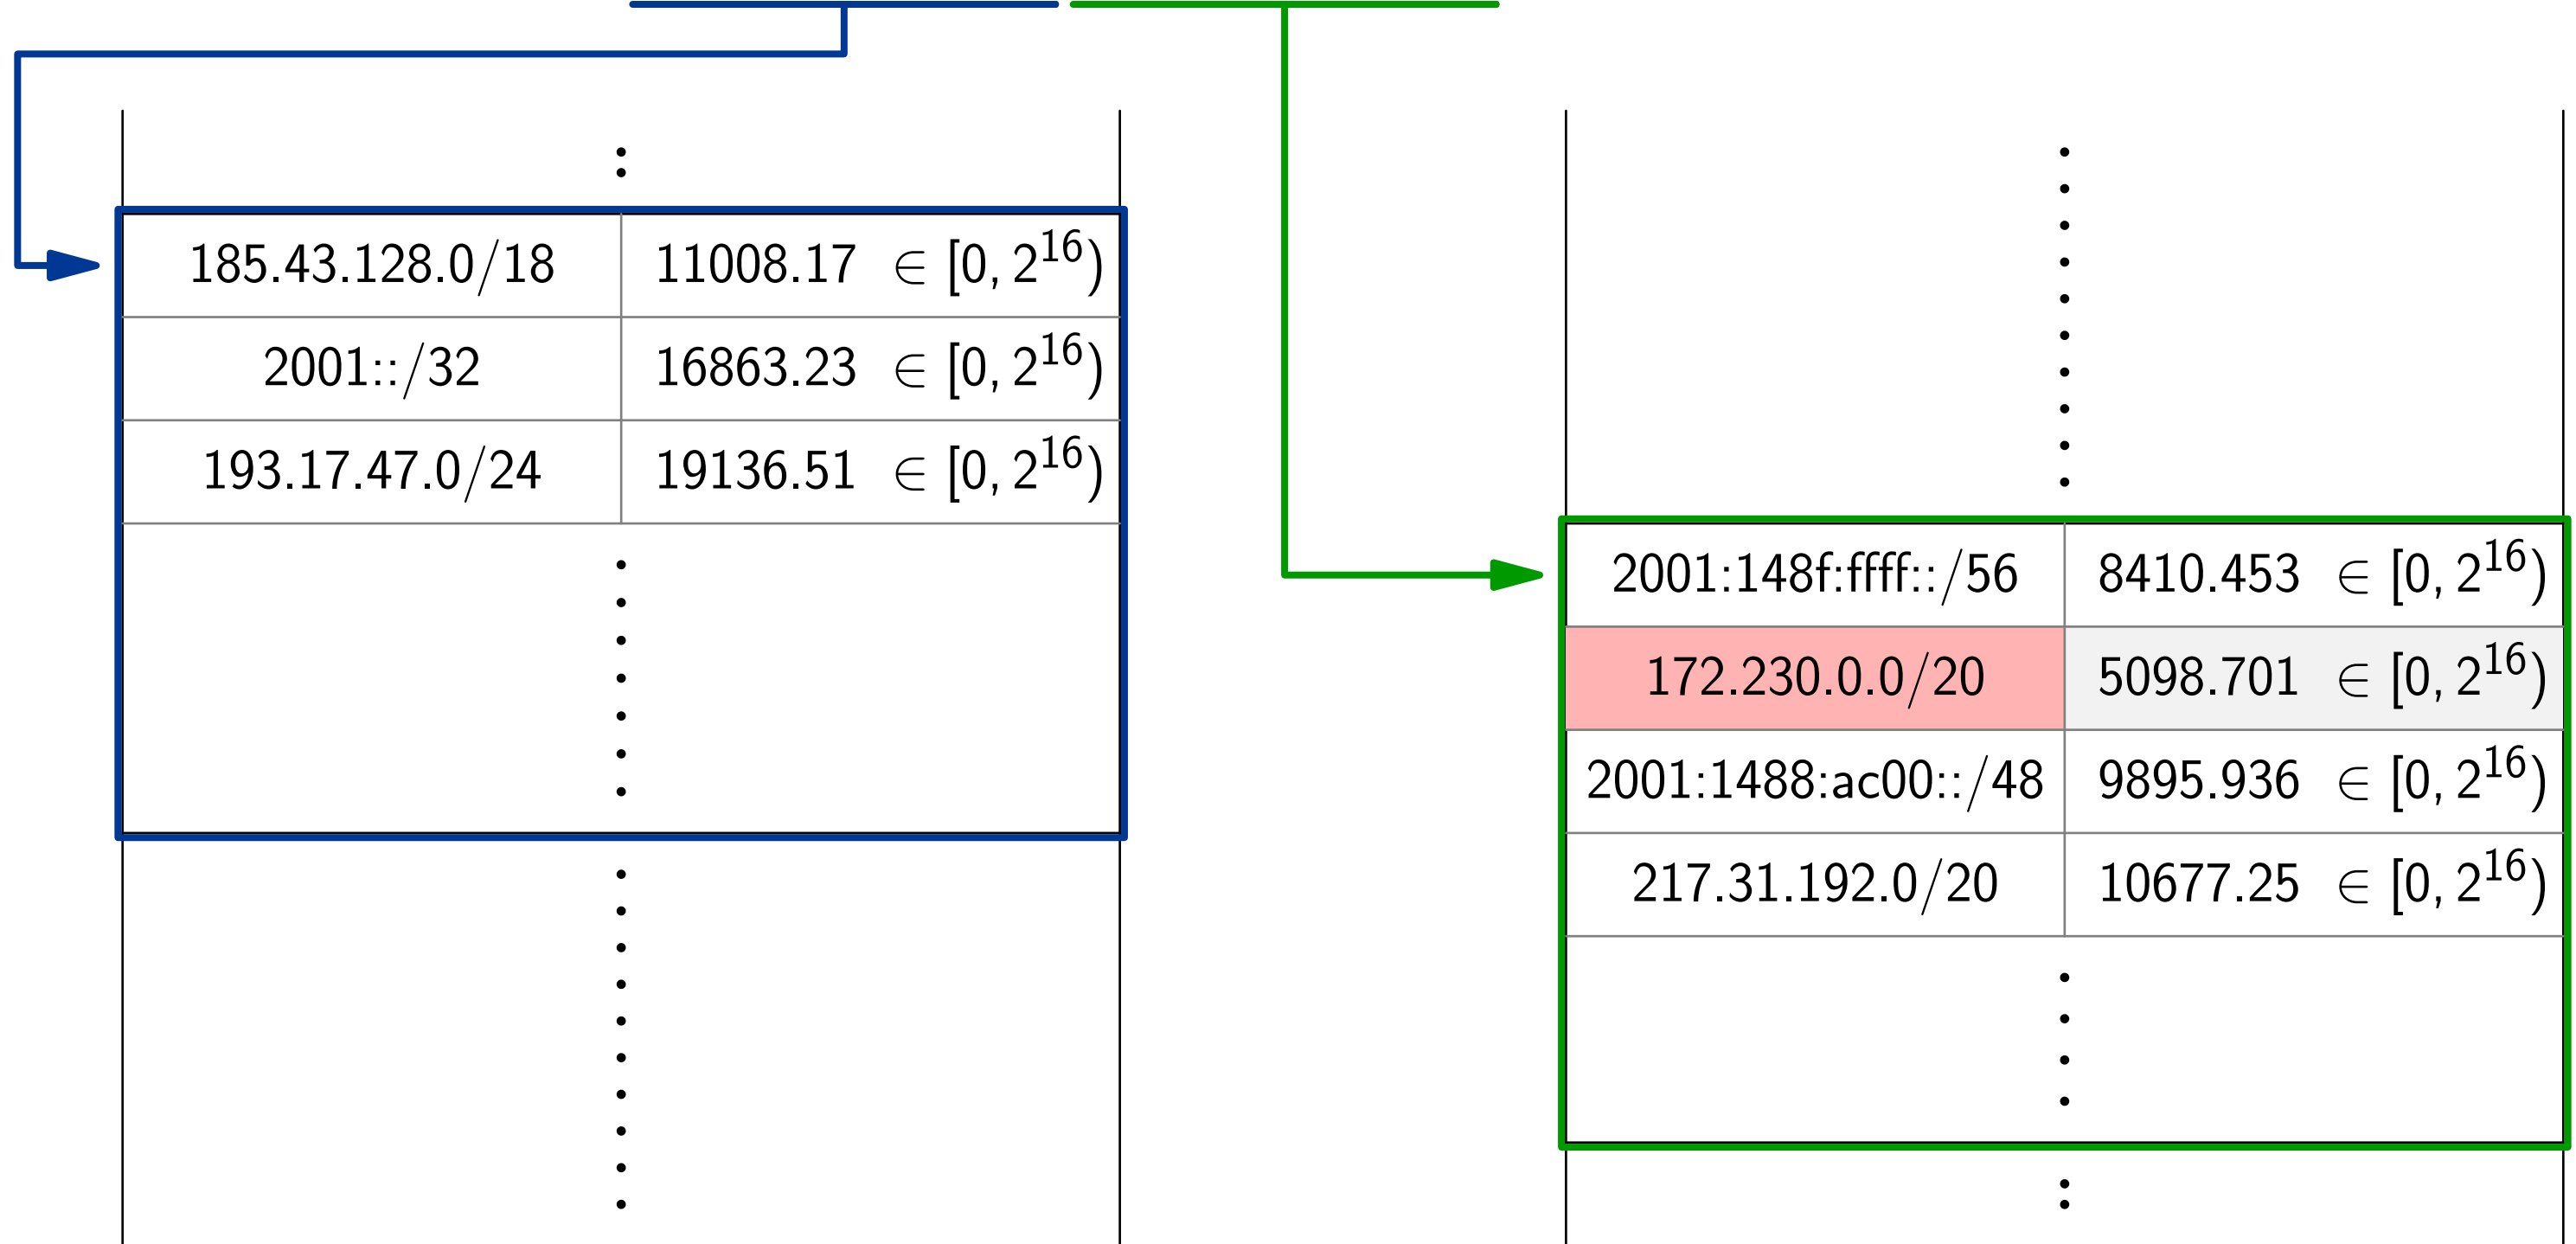 185.43.128.0/18 11008.17 ∈ [0, 2^16)
2001::/32 16863.23 ∈ [0, 2^16)
193.17.47.0/24 19136.51 ∈ [0, 2^16)
2001:148f:ffff::/56 8410.453 ∈ [0, 2^16)
172.230.0.0/20 5098.701 ∈ [0, 2^16)
2001:1488:ac00::/48 9895.936 ∈ [0, 2^16)
217.31.192.0/20 10677.25 ∈ [0, 2^16)